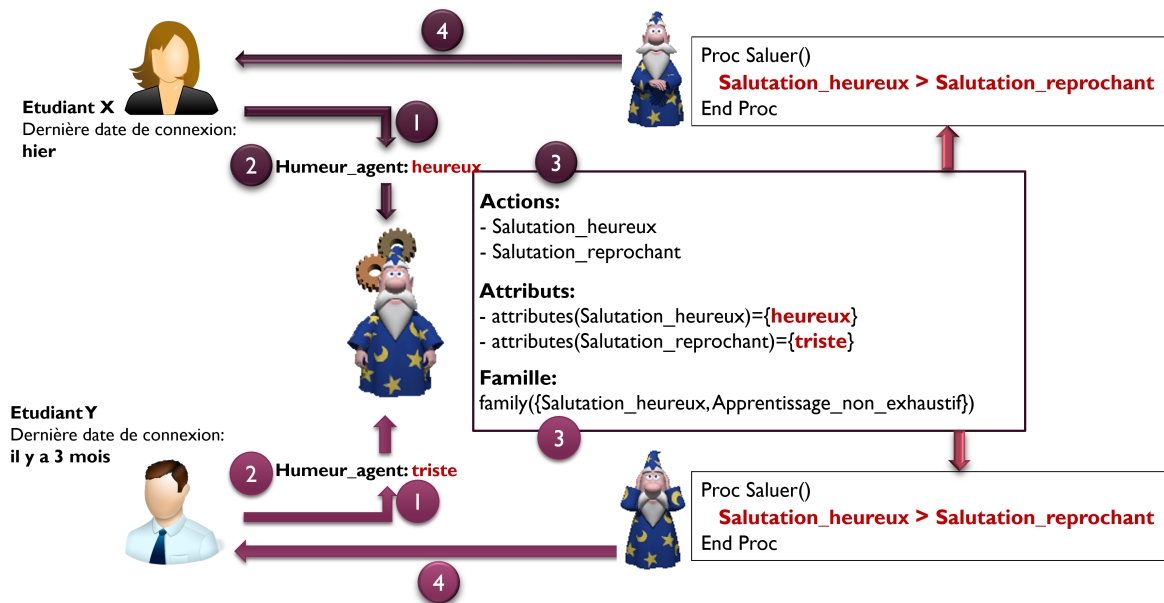 4
Proc Saluer()
Salutation_heureux > Salutation_reprochant
End Proc
Etudiant X
Dernière date de connexion:
hier
1
2
Humeur_agent: heureux
3
Actions:
- Salutation_heureux
- Salutation_reprochant
Attributs:
- attributes(Salutation_heureux)={heureux}
- attributes(Salutation_reprochant)={triste}
Famille:
family({Salutation_heureux, Apprentissage_non_exhaustif})
3
Etudiant Y
Dernière date de connexion:
il y a 3 mois
2
Humeur_agent: triste
1
Proc Saluer()
Salutation_heureux > Salutation_reprochant
End Proc
4